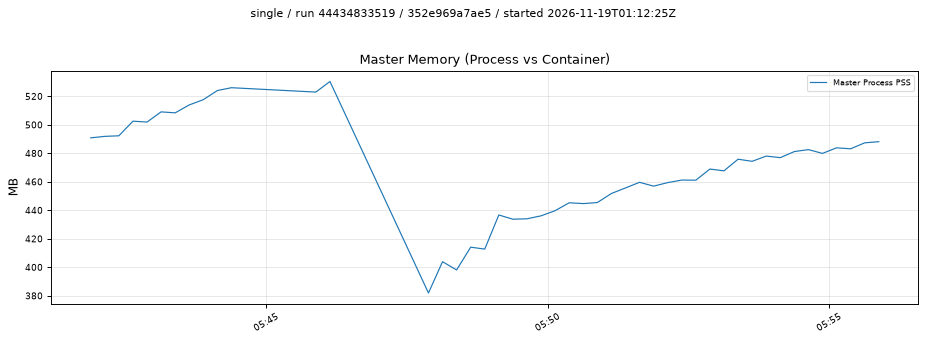 single / run 44434833519 / 352e969a7ae5 / started 2026-11-19T01:12:25Z
Master Memory (Process vs Container)
Master Process PSS
MB
520
500
480
460
440
420
400
380
05:45
05:50
05:55